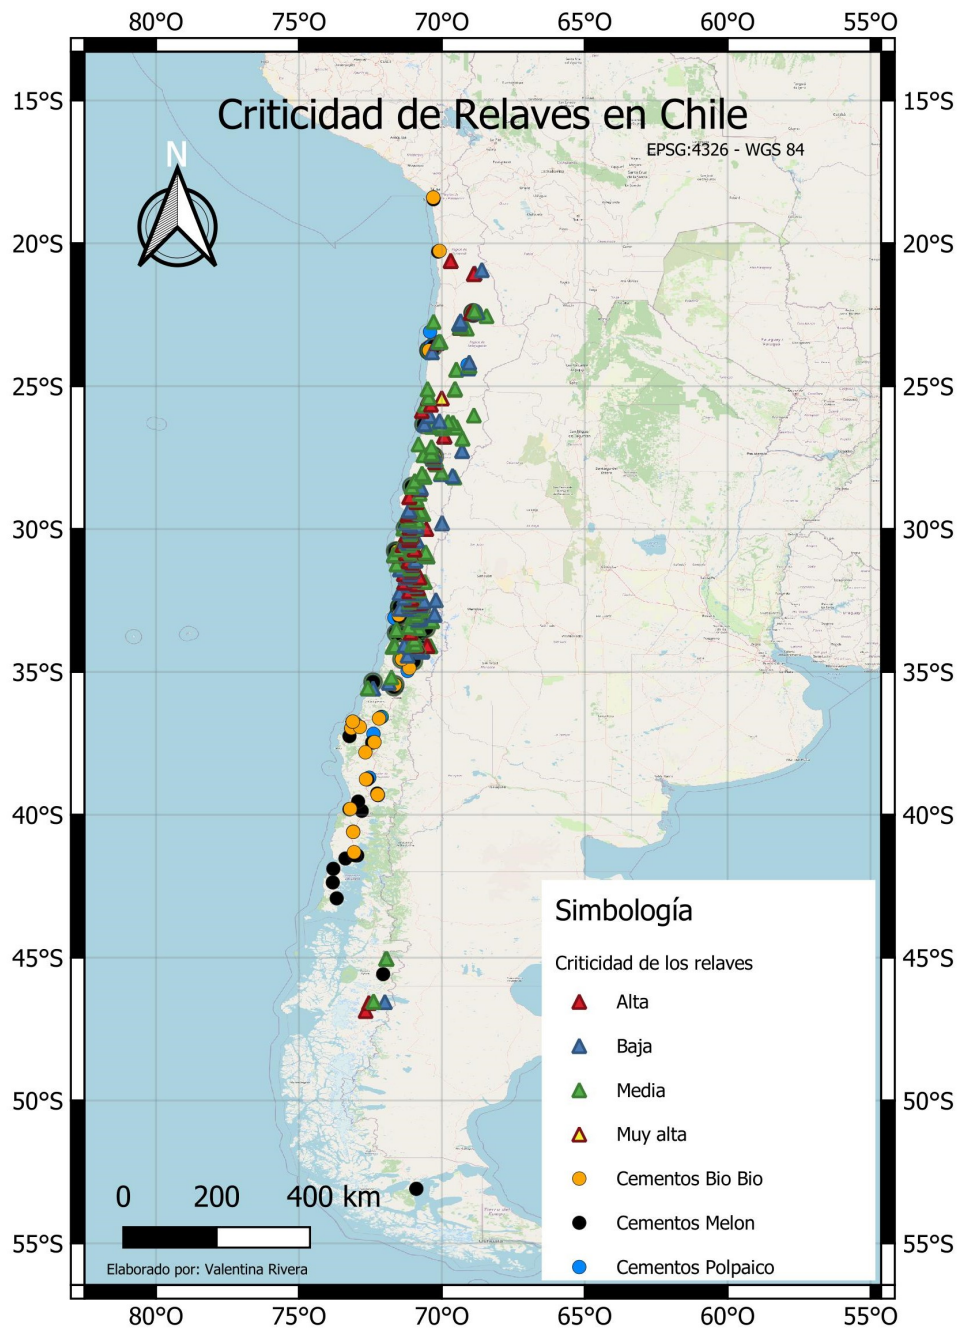 80°O 75°O 70°O 65°O 60°O 55°O
Criticidad de Relaves en Chile
EPSG:4326 - WGS 84
N
15°S 15°S
20°S 20°S
25°S 25°S
30°S 30°S
35°S 35°S
40°S 40°S
45°S 45°S
50°S 50°S
55°S 55°S
Simbología
Criticidad de los relaves
Alta
Baja
Media
Muy alta
Cementos Bio Bio
Cementos Melon
Cementos Polpaico
0 200 400 km
Elaborado por: Valentina Rivera
80°O 75°O 70°O 65°O 60°O 55°O